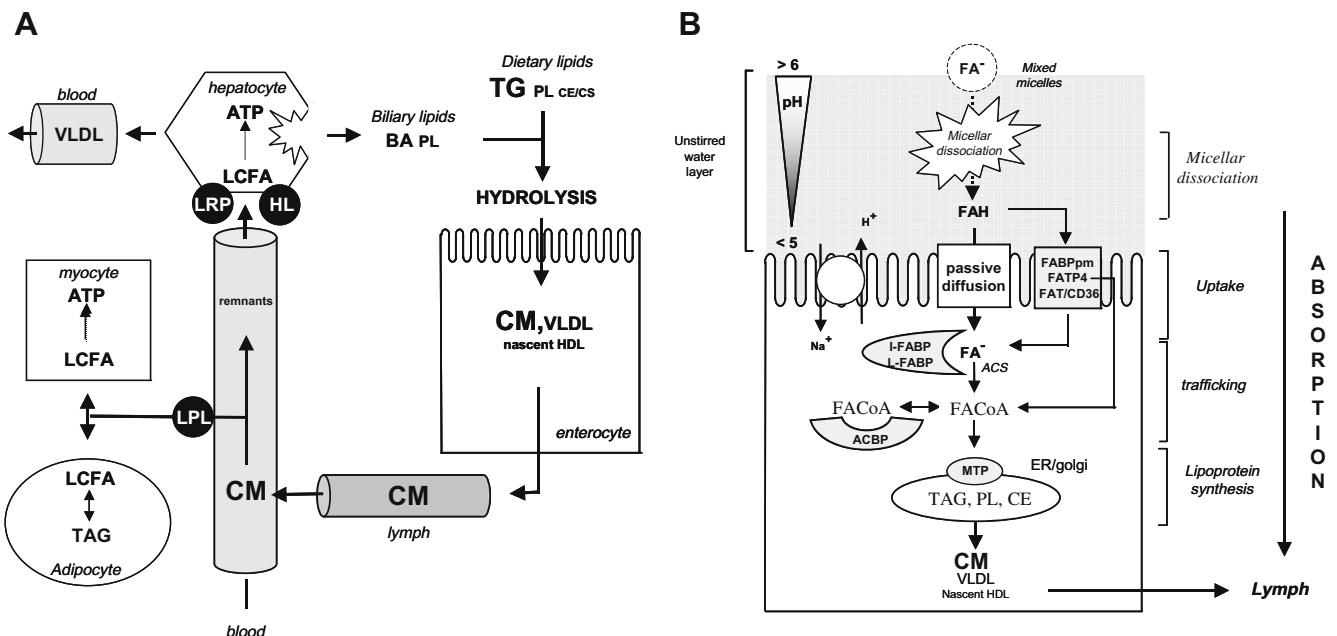 A
blood
VLDL
hepatocyte
ATP
LCFA
LRP
HL
Biliary lipids
BA PL
Dietary lipids
TG PL CE/CS
HYDROLYSIS
CM, VLDL
nascent HDL
enterocyte
myocyte
ATP
LCFA
remnants
LPL
CM
CM
lymph
LCFA
TAG
Adipocyte
blood
B
> 6
pH
< 5
Unstirred
water
layer
FA-
Mixed
micelles
Micellar
dissociation
FAH
H+
Na+
passive
diffusion
FABPpm
FATP4
FAT/CD36
I-FABP
L-FABP
FA-
ACS
FACoA
FACoA
ACBP
MTP
ER/golgi
TAG, PL, CE
CM
VLDL
Nascent HDL
Micellar
dissociation
Uptake
trafficking
Lipoprotein
synthesis
ABSORPTION
Lymph